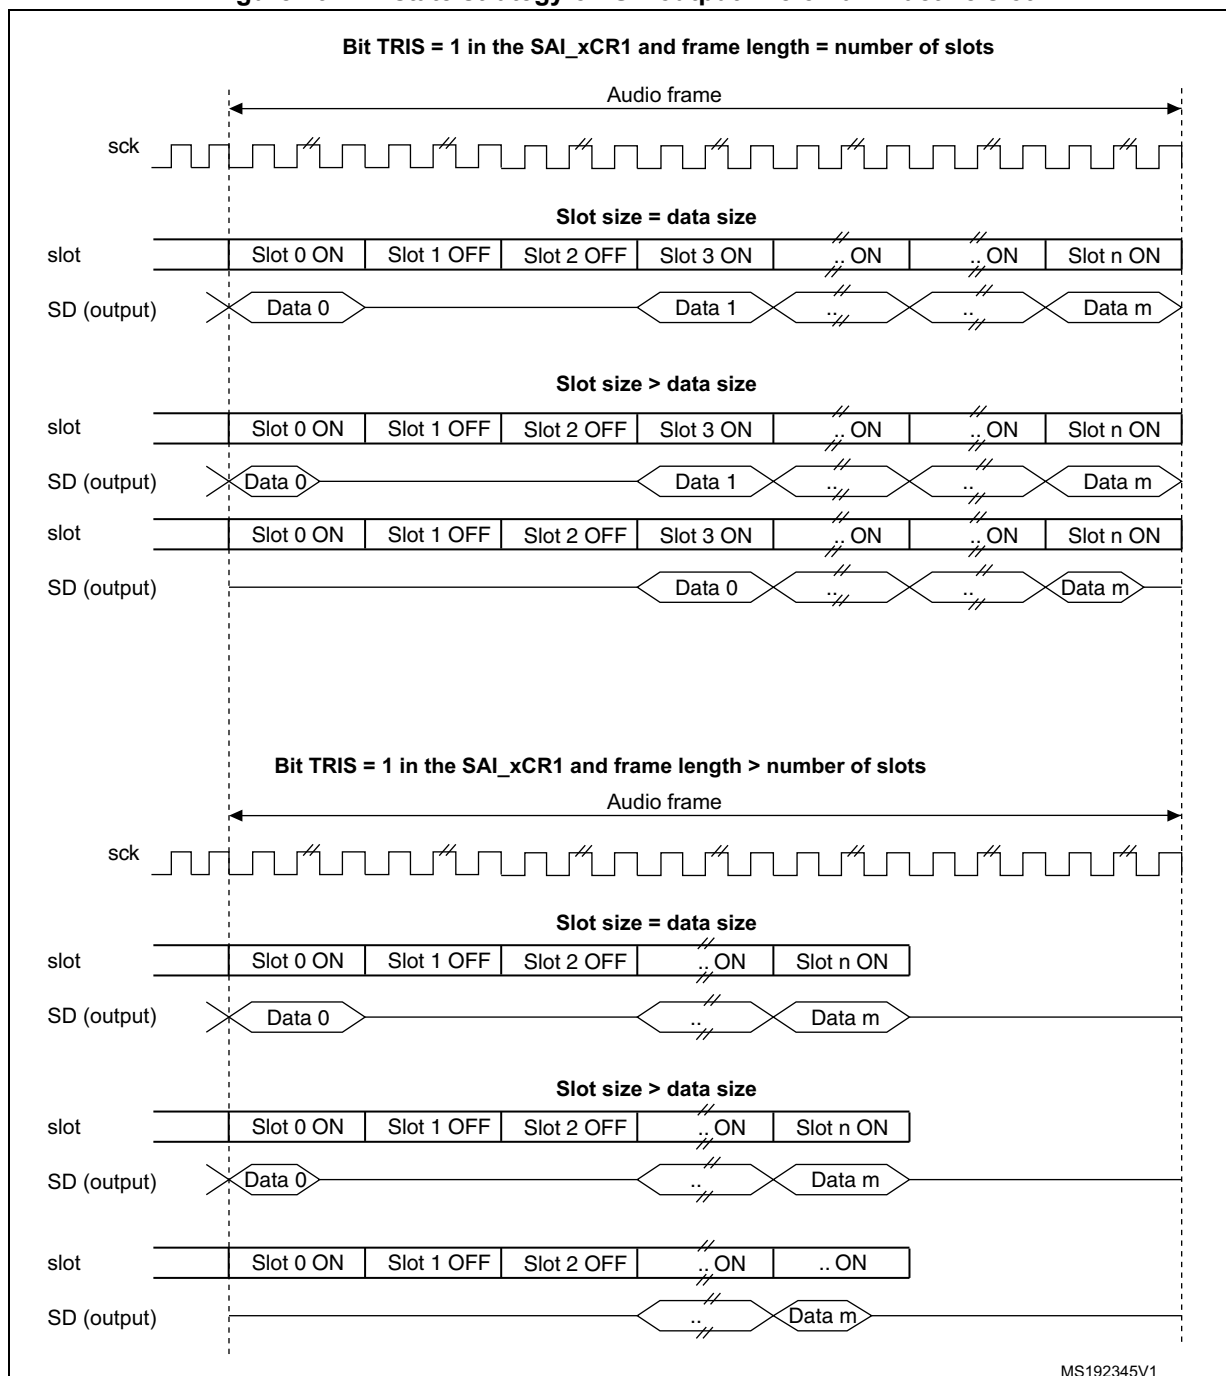 Bit TRIS = 1 in the SAI_xCR1 and frame length = number of slots
Audio frame
sck
Slot size = data size
slot Slot 0 ON Slot 1 OFF Slot 2 OFF Slot 3 ON .. ON .. ON Slot n ON
SD (output) Data 0 Data 1 .. .. Data m
Slot size > data size
slot Slot 0 ON Slot 1 OFF Slot 2 OFF Slot 3 ON .. ON .. ON Slot n ON
SD (output) Data 0 Data 1 .. .. Data m
slot Slot 0 ON Slot 1 OFF Slot 2 OFF Slot 3 ON .. ON .. ON Slot n ON
SD (output) Data 0 .. .. Data m
Bit TRIS = 1 in the SAI_xCR1 and frame length > number of slots
Audio frame
sck
Slot size = data size
slot Slot 0 ON Slot 1 OFF Slot 2 OFF .. ON Slot n ON
SD (output) Data 0 .. Data m
Slot size > data size
slot Slot 0 ON Slot 1 OFF Slot 2 OFF .. ON Slot n ON
SD (output) Data 0 .. Data m
slot Slot 0 ON Slot 1 OFF Slot 2 OFF .. ON .. ON
SD (output) .. Data m
MS192345V1